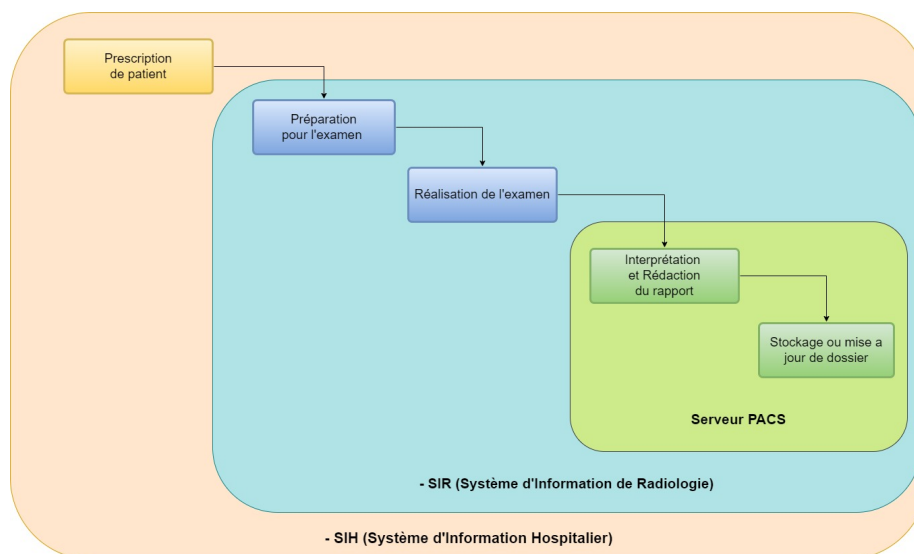 Prescription
de patient
Préparation
pour l'examen
Réalisation de l'examen
Interprétation
et Rédaction
du rapport
Stockage ou mise a
jour de dossier
Serveur PACS
- SIR (Système d'Information de Radiologie)
- SIH (Système d'Information Hospitalier)